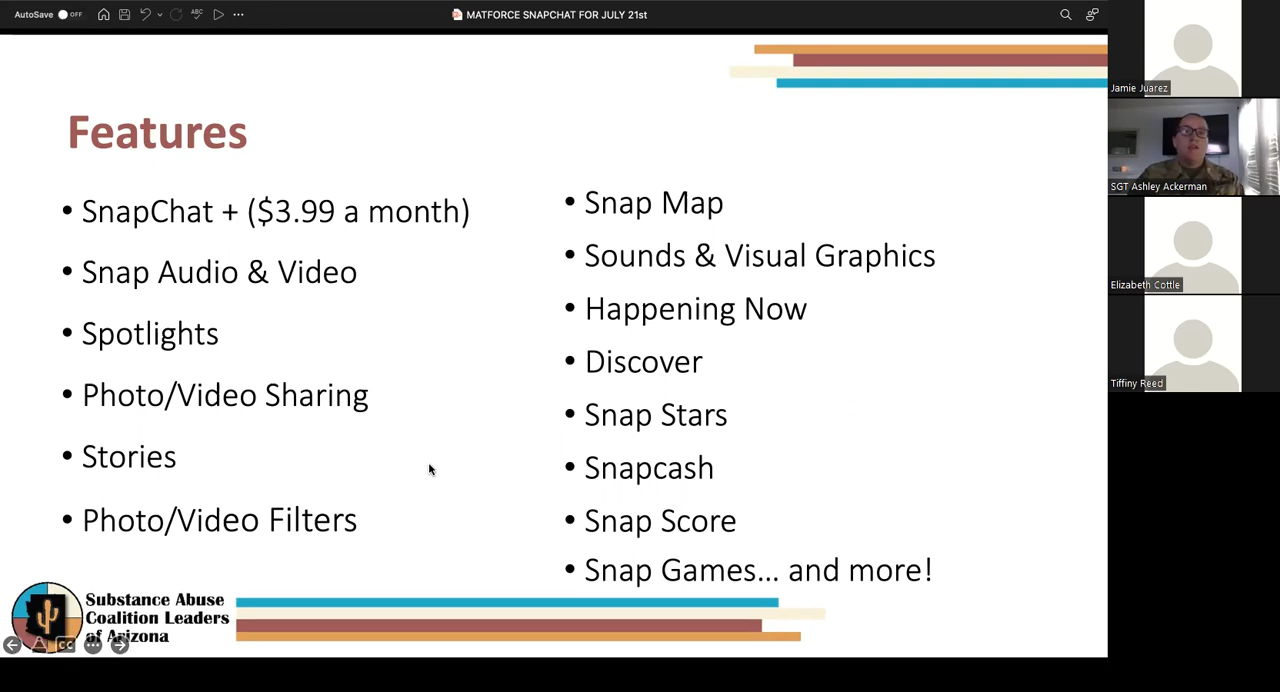 AutoSave OFF
ABC
MATFORCE SNAPCHAT FOR JULY 21st
Features
• SnapChat + ($3.99 a month)
• Snap Audio & Video
• Spotlights
• Photo/Video Sharing
• Stories
• Photo/Video Filters
• Snap Map
• Sounds & Visual Graphics
• Happening Now
• Discover
• Snap Stars
• Snapcash
• Snap Score
• Snap Games... and more!
Substance Abuse
Coalition Leaders
of Arizona
CC
Jamie Juarez
SGT Ashley Ackerman
Elizabeth Cottle
Tiffiny Reed